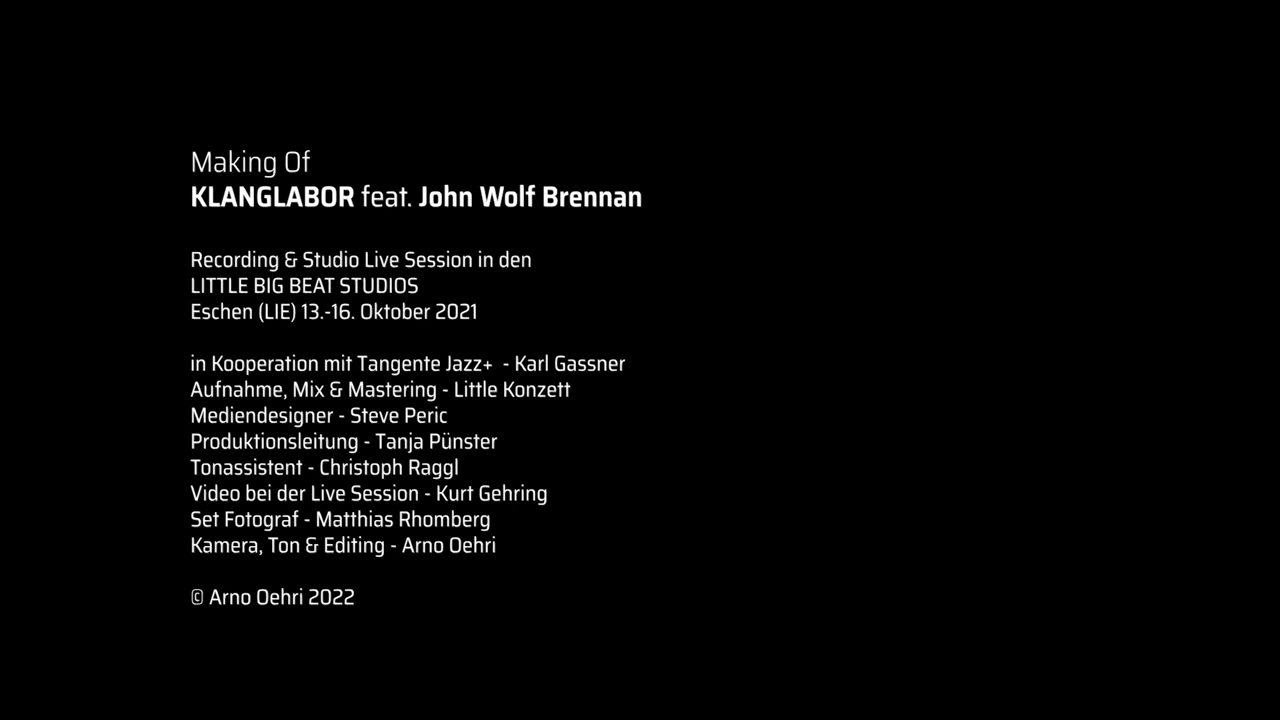 Making Of
KLANGLABOR feat. John Wolf Brennan
Recording & Studio Live Session in den
LITTLE BIG BEAT STUDIOS
Eschen (LIE) 13.-16. Oktober 2021
in Kooperation mit Tangente Jazz+ - Karl Gassner
Aufnahme, Mix & Mastering - Little Konzett
Mediendesigner - Steve Peric
Produktionsleitung - Tanja Pünster
Tonassistent - Christoph Raggl
Video bei der Live Session - Kurt Gehring
Set Fotograf - Matthias Rhomberg
Kamera, Ton & Editing - Arno Oehri
© Arno Oehri 2022